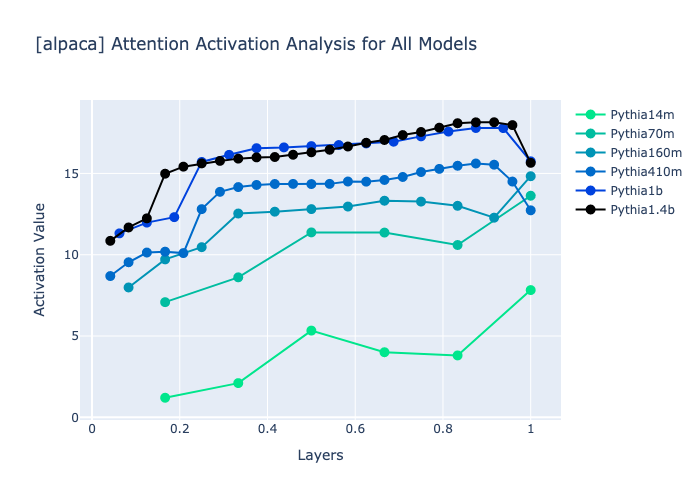 [alpaca] Attention Activation Analysis for All Models
Pythia14m
Pythia70m
Pythia160m
Pythia410m
Pythia1b
Pythia1.4b
Activation Value
15
10
5
0
0 0.2 0.4 0.6 0.8 1
Layers